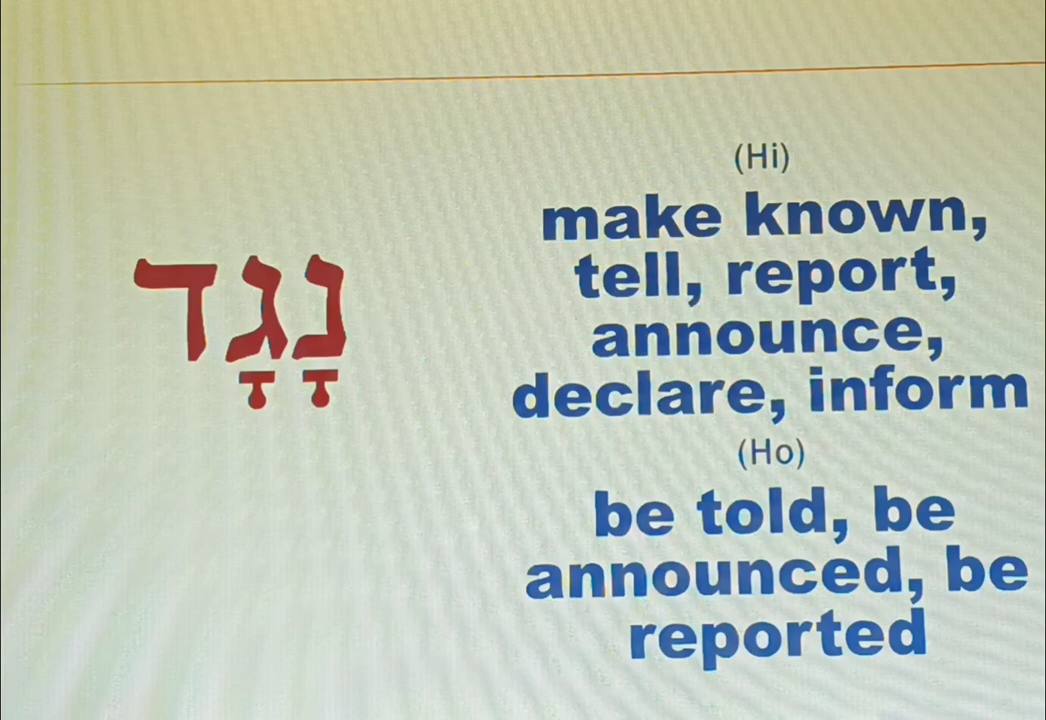 נָגָד
(Hi)
make known,
tell, report,
announce,
declare, inform
(Ho)
be told, be
announced, be
reported